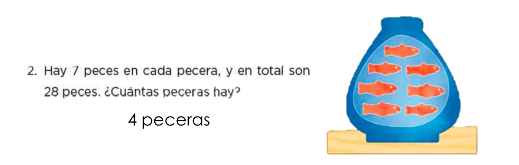 2. Hay 7 peces en cada pecera, y en total son
28 peces. ¿Cuántas peceras hay?
4 peceras